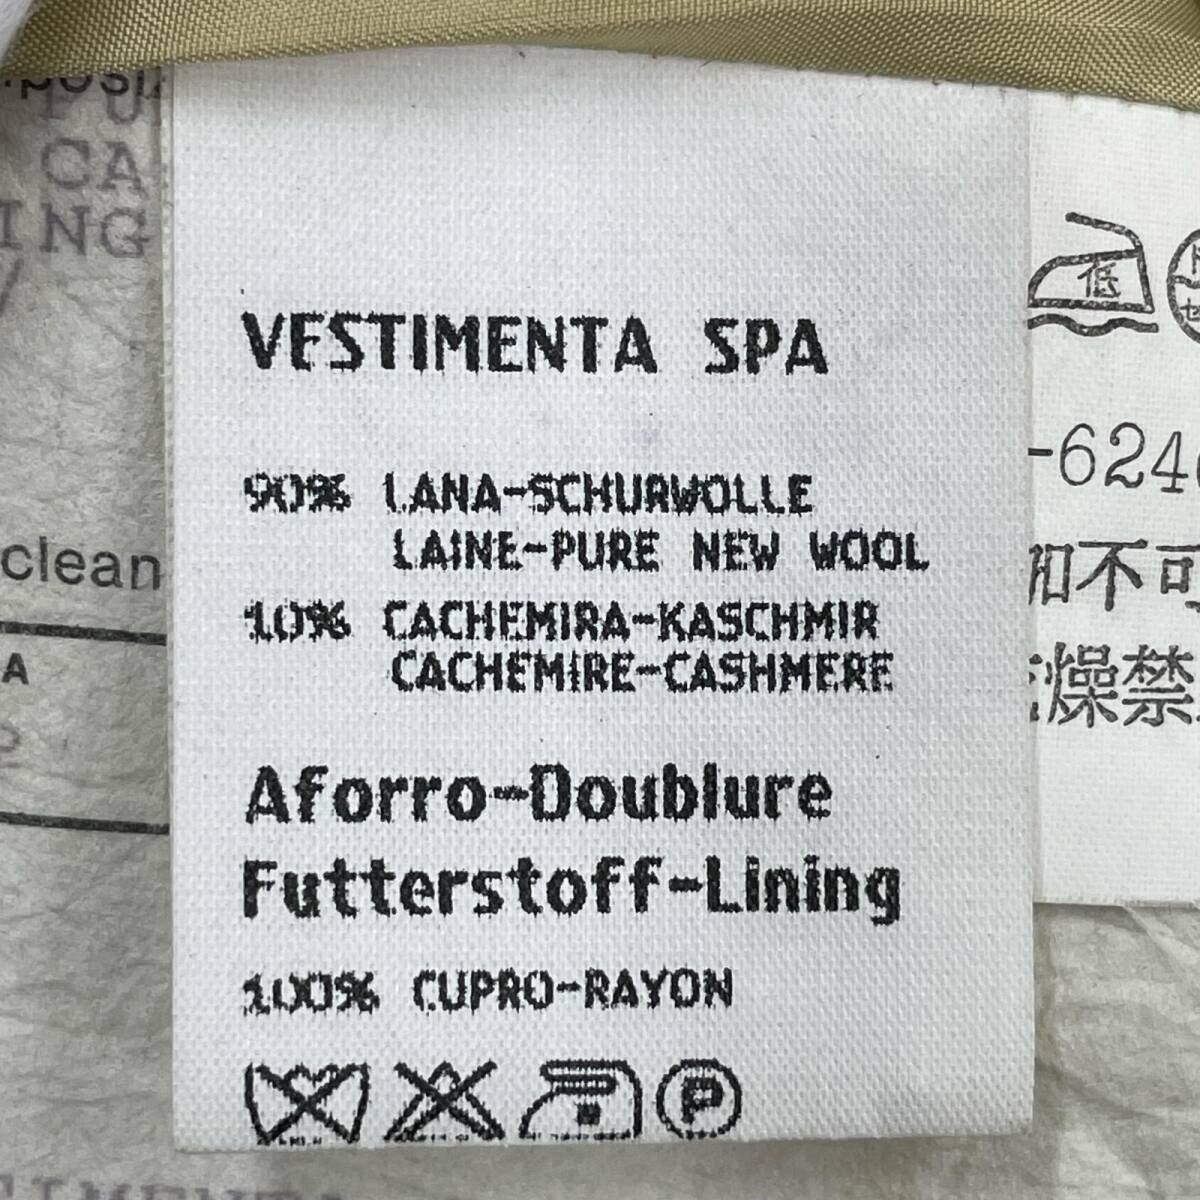 CA
ING
clean
A
VESTIMENTA SPA
90% LANA-SCHURWOLLE
LAINE-PURE NEW WOOL
10% CACHEMIRA-KASCHMIR
CACHEMIRE-CASHMERE
Aforro-Doublure
Futterstoff-Lining
100% CUPRO-RAYON
P
低
-624
不可
燥禁